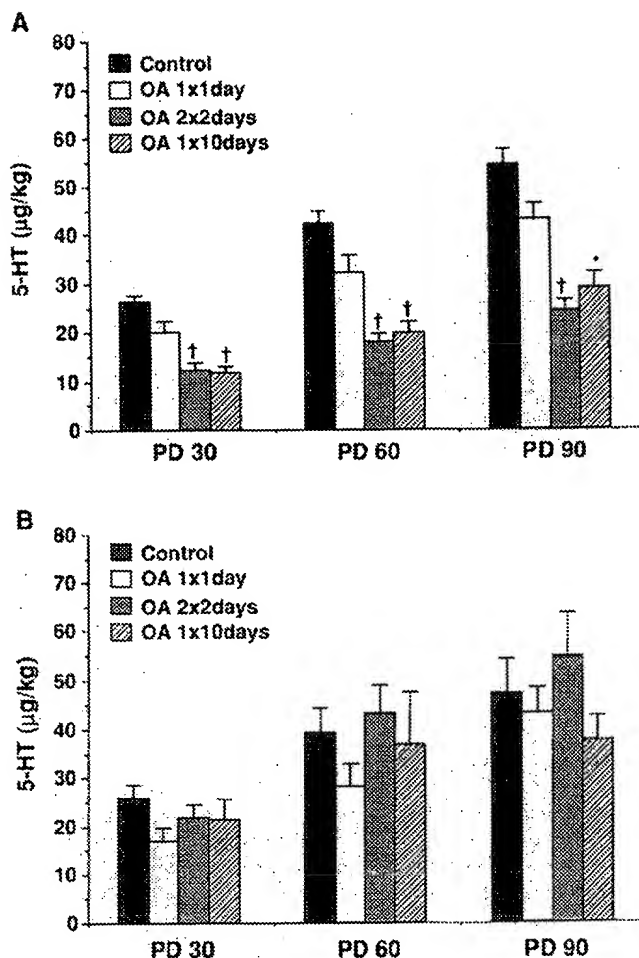 A
80
70
60
50
40
30
20
10
0
5-HT (µg/kg)
Control
OA 1x1day
OA 2x2days
OA 1x10days
† †
† †
† *
PD 30 PD 60 PD 90
B
80
70
60
50
40
30
20
10
0
5-HT (µg/kg)
Control
OA 1x1day
OA 2x2days
OA 1x10days
PD 30 PD 60 PD 90